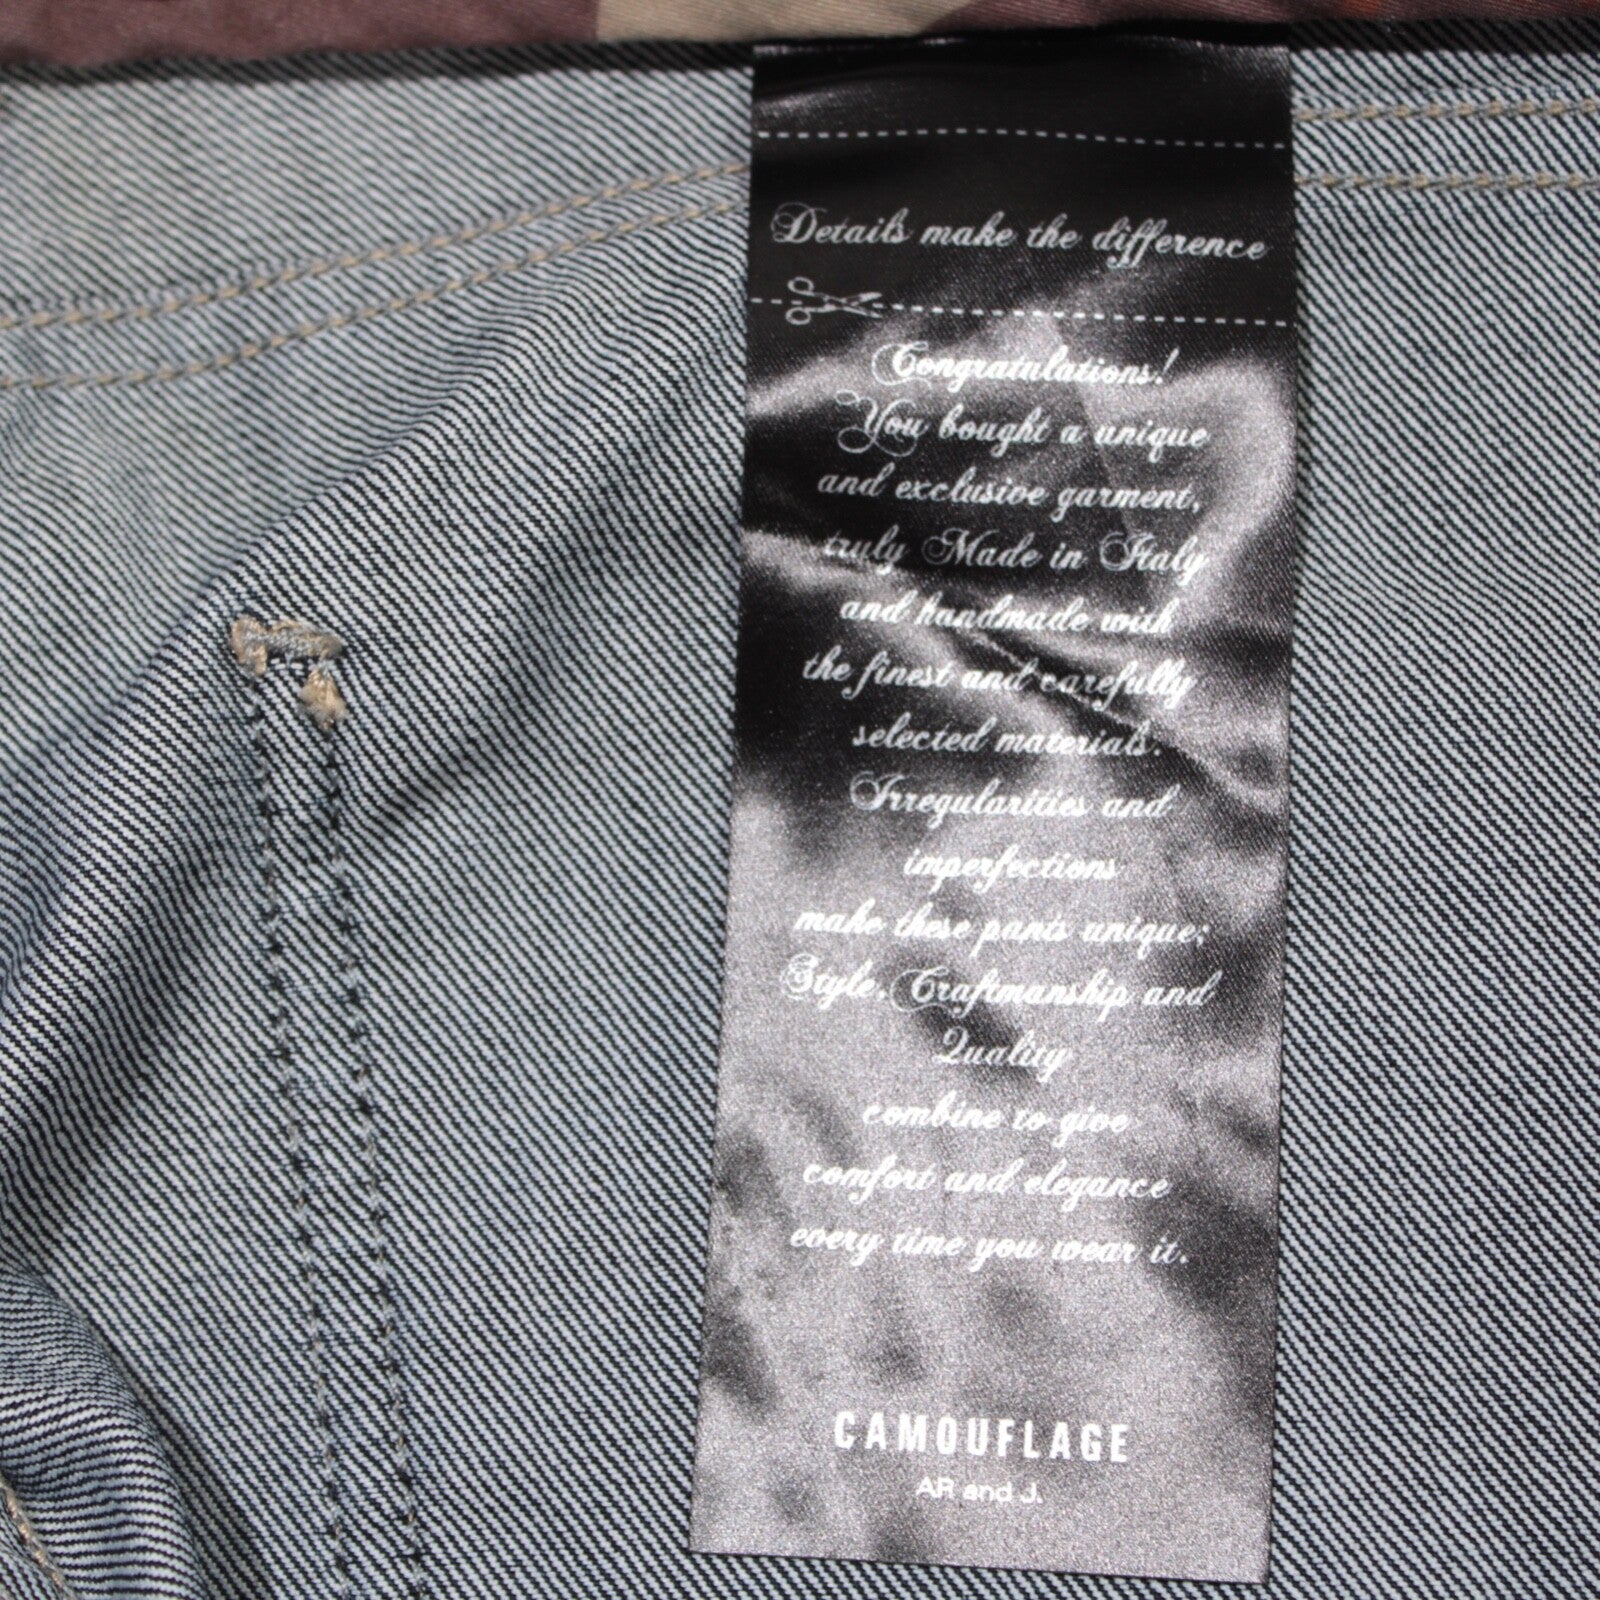 Details make the difference
Congratulations!
You bought a unique
and exclusive garment,
truly Made in Italy
and handmade with
the finest and carefully
selected materials.
Irregularities and
imperfections
make these pants unique;
Style, Craftmanship and
Quality
combine to give
comfort and elegance
every time you wear it.
CAMOUFLAGE
AR and J.